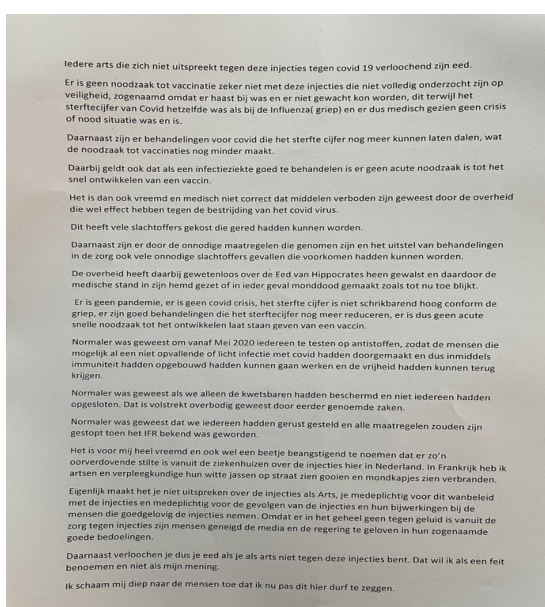 Iedere arts die zich niet uitspreekt tegen deze injecties tegen covid 19 verloochend zijn eed.
Er is geen noodzaak tot vaccinatie zeker niet met deze injecties die niet volledig onderzocht zijn op
veiligheid, zogenaamd omdat er haast bij was en er niet gewacht kon worden, dit terwijl het
sterftecijfer van Covid hetzelfde was als bij de Influenza( griep) en er dus medisch gezien geen crisis
of nood situatie was en is.
Daarnaast zijn er behandelingen voor covid die het sterfte cijfer nog meer kunnen laten dalen, wat
de noodzaak tot vaccinaties nog minder maakt.
Daarbij geldt ook dat als een infectieziekte goed te behandelen is er geen acute noodzaak is tot het
snel ontwikkelen van een vaccin.
Het is dan ook vreemd en medisch niet correct dat middelen verboden zijn geweest door de overheid
die wel effect hebben tegen de bestrijding van het covid virus.
Dit heeft vele slachtoffers gekost die gered hadden kunnen worden.
Daarnaast zijn er door de onnodige maatregelen die genomen zijn en het uitstel van behandelingen
in de zorg ook vele onnodige slachtoffers gevallen die voorkomen hadden kunnen worden.
De overheid heeft daarbij gewetenloos over de Eed van Hippocrates heen gewalst en daardoor de
medische stand in zijn hemd gezet of in ieder geval monddood gemaakt zoals tot nu toe blijkt.
Er is geen pandemie, er is geen covid crisis, het sterfte cijfer is niet schrikbarend hoog conform de
griep, er zijn goed behandelingen die het sterftecijfer nog meer reduceren, er is dus geen acute
snelle noodzaak tot het ontwikkelen laat staan geven van een vaccin.
Normaler was geweest om vanaf Mei 2020 iedereen te testen op antistoffen, zodat de mensen die
mogelijk al een niet opvallende of licht infectie met covid hadden doorgemaakt en dus inmiddels
immuniteit hadden opgebouwd hadden kunnen gaan werken en de vrijheid hadden kunnen terug
krijgen.
Normaler was geweest als we alleen de kwetsbaren hadden beschermd en niet iedereen hadden
opgesloten. Dat is volstrekt overbodig geweest door eerder genoemde zaken.
Normaler was geweest dat we iedereen hadden gerust gesteld en alle maatregelen zouden zijn
gestopt toen het IFR bekend was geworden.
Het is voor mij heel vreemd en ook wel een beetje beangstigend te noemen dat er zo'n
oorverdovende stilte is vanuit de ziekenhuizen over de injecties hier in Nederland. In Frankrijk heb ik
artsen en verpleegkundige hun witte jassen op straat zien gooien en mondkapjes zien verbranden.
Eigenlijk maakt het je niet uitspreken over de injecties als Arts, je medeplichtig voor dit wanbeleid
met de injecties en medeplichtig voor de gevolgen van de injecties en hun bijwerkingen bij de
mensen die goedgelovig de injecties nemen. Omdat er in het geheel geen tegen geluid is vanuit de
zorg tegen injecties zijn mensen geneigd de media en de regering te geloven in hun zogenaamde
goede bedoelingen.
Daarnaast verloochen je dus je eed als je als arts niet tegen deze injecties bent. Dat wil ik als een feit
benoemen en niet als mijn mening.
Ik schaam mij diep naar de mensen toe dat ik nu pas dit hier durf te zeggen.